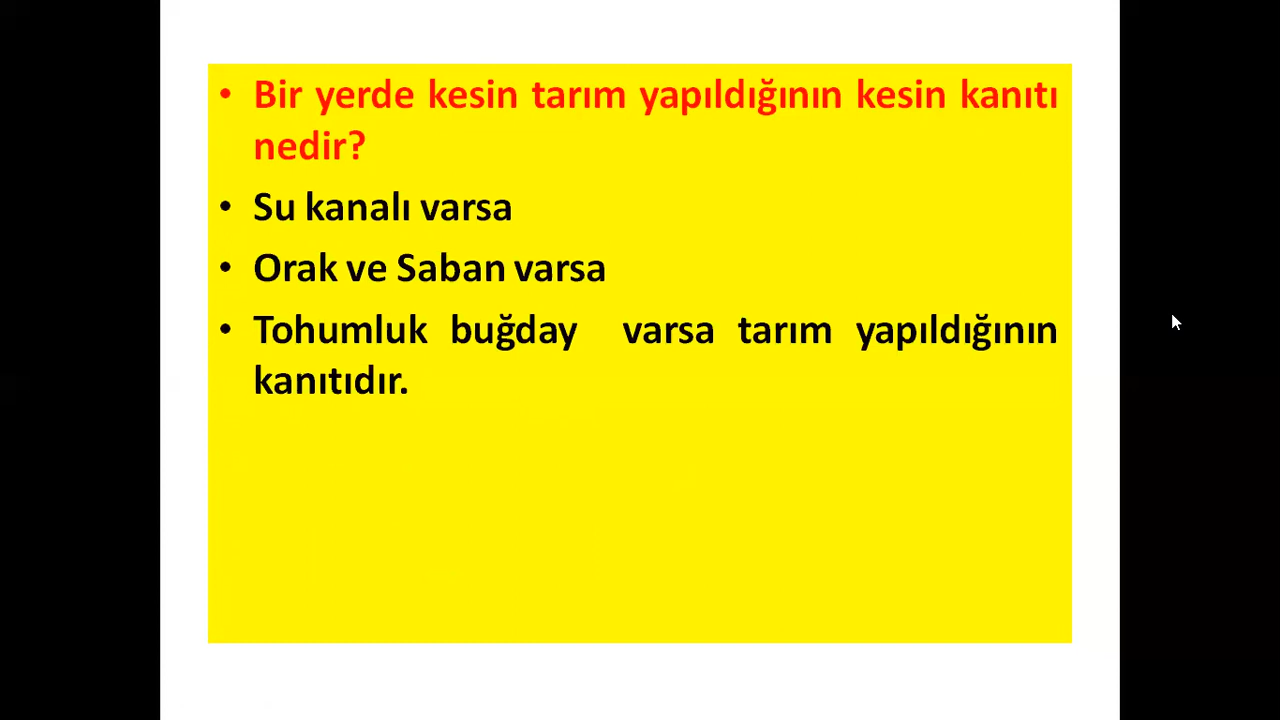 • Bir yerde kesin tarım yapıldığının kesin kanıtı
nedir?
• Su kanalı varsa
• Orak ve Saban varsa
• Tohumluk buğday varsa tarım yapıldığının
kanıtıdır.